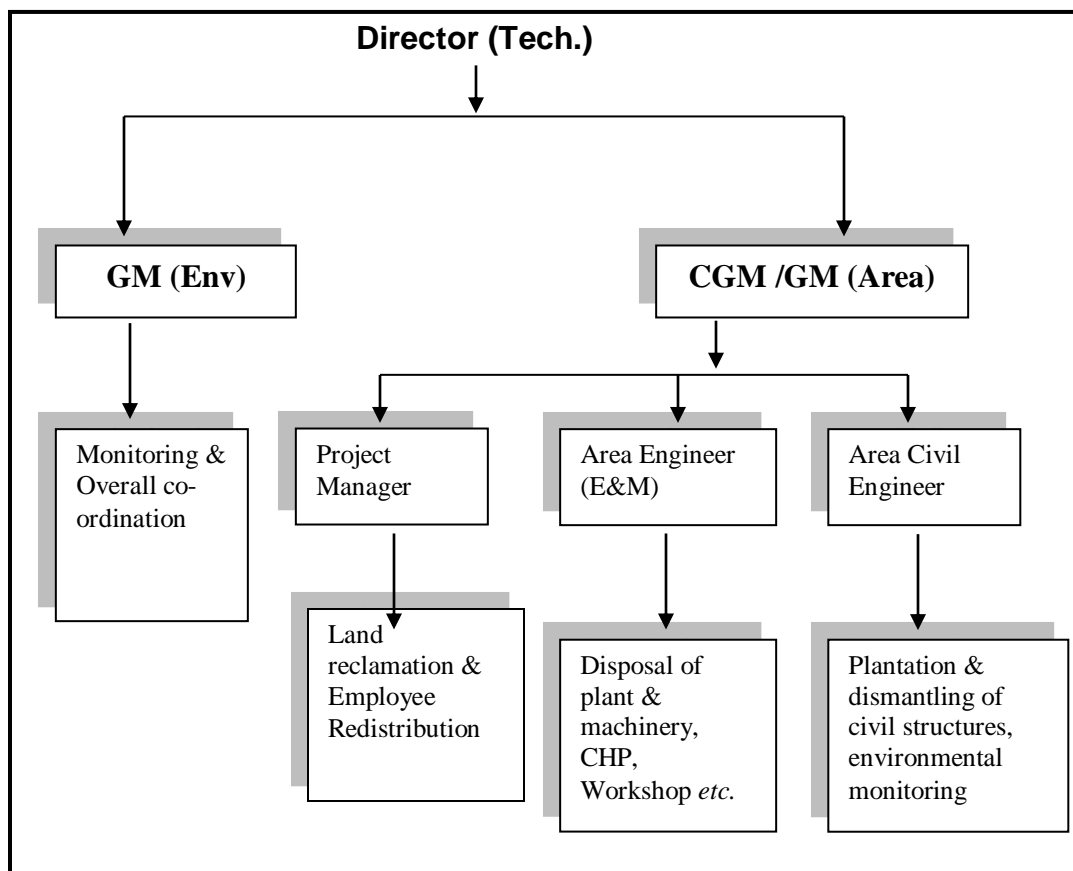 Director (Tech.)
GM (Env)
CGM /GM (Area)
Monitoring &
Overall co-
ordination
Project
Manager
Area Engineer
(E&M)
Area Civil
Engineer
Land
reclamation &
Employee
Redistribution
Disposal of
plant &
machinery,
CHP,
Workshop etc.
Plantation &
dismantling of
civil structures,
environmental
monitoring